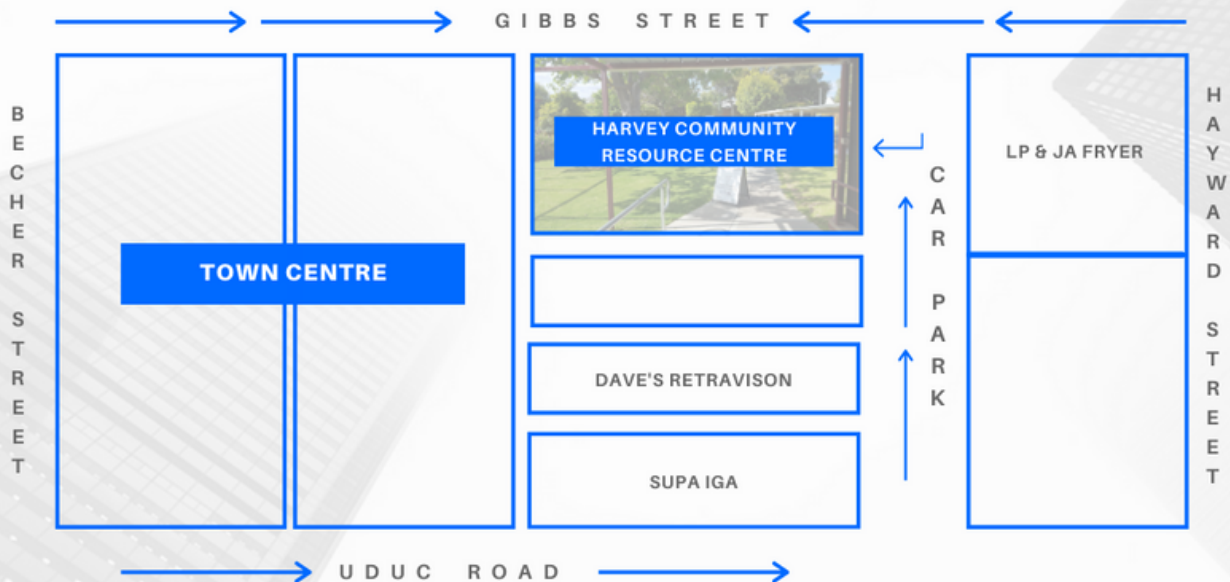 GIBBS STREET
BECHER STREET
HARVEY COMMUNITY
RESOURCE CENTRE
CAR PARK
LP & JA FRYER
HAYWARD STREET
TOWN CENTRE
DAVE'S RETRAVISON
SUPA IGA
UDUC ROAD